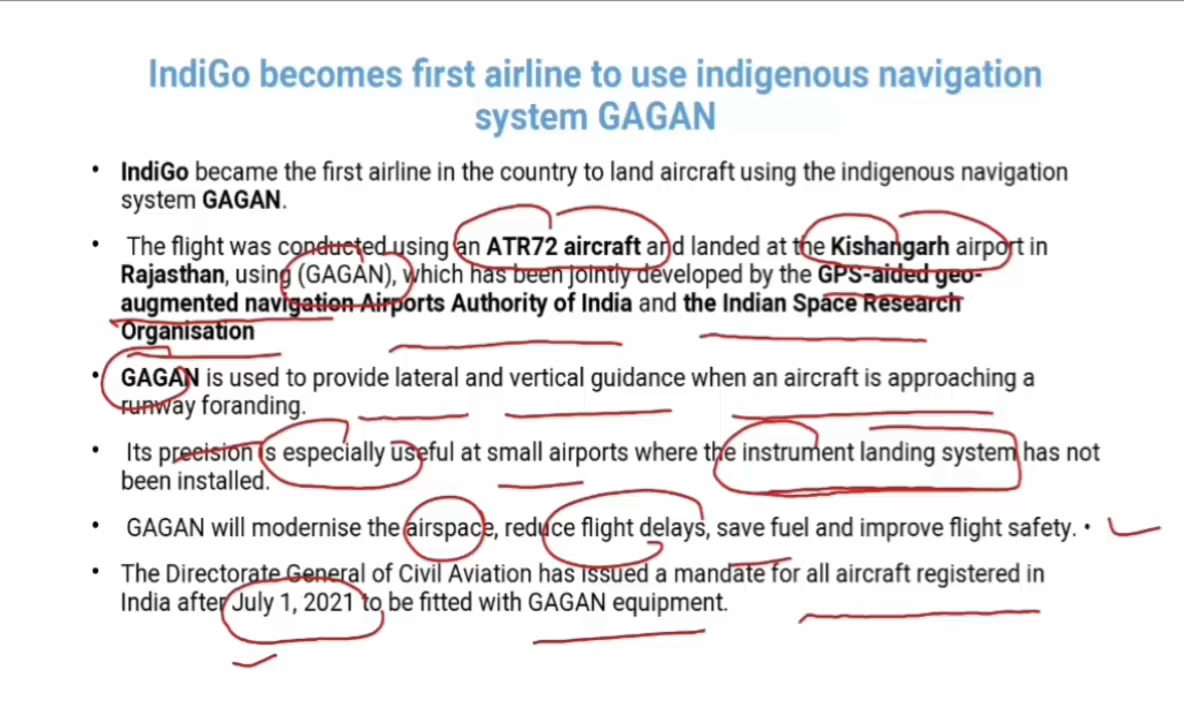 IndiGo becomes first airline to use indigenous navigation
system GAGAN
• IndiGo became the first airline in the country to land aircraft using the indigenous navigation
system GAGAN.
• The flight was conducted using an ATR72 aircraft and landed at the Kishangarh airport in
Rajasthan, using (GAGAN), which has been jointly developed by the GPS-aided geo-
augmented navigation Airports Authority of India and the Indian Space Research
Organisation
• GAGAN is used to provide lateral and vertical guidance when an aircraft is approaching a
runway foranding.
• Its precision is especially useful at small airports where the instrument landing system has not
been installed.
• GAGAN will modernise the airspace, reduce flight delays, save fuel and improve flight safety. •
• The Directorate General of Civil Aviation has issued a mandate for all aircraft registered in
India after July 1, 2021 to be fitted with GAGAN equipment.